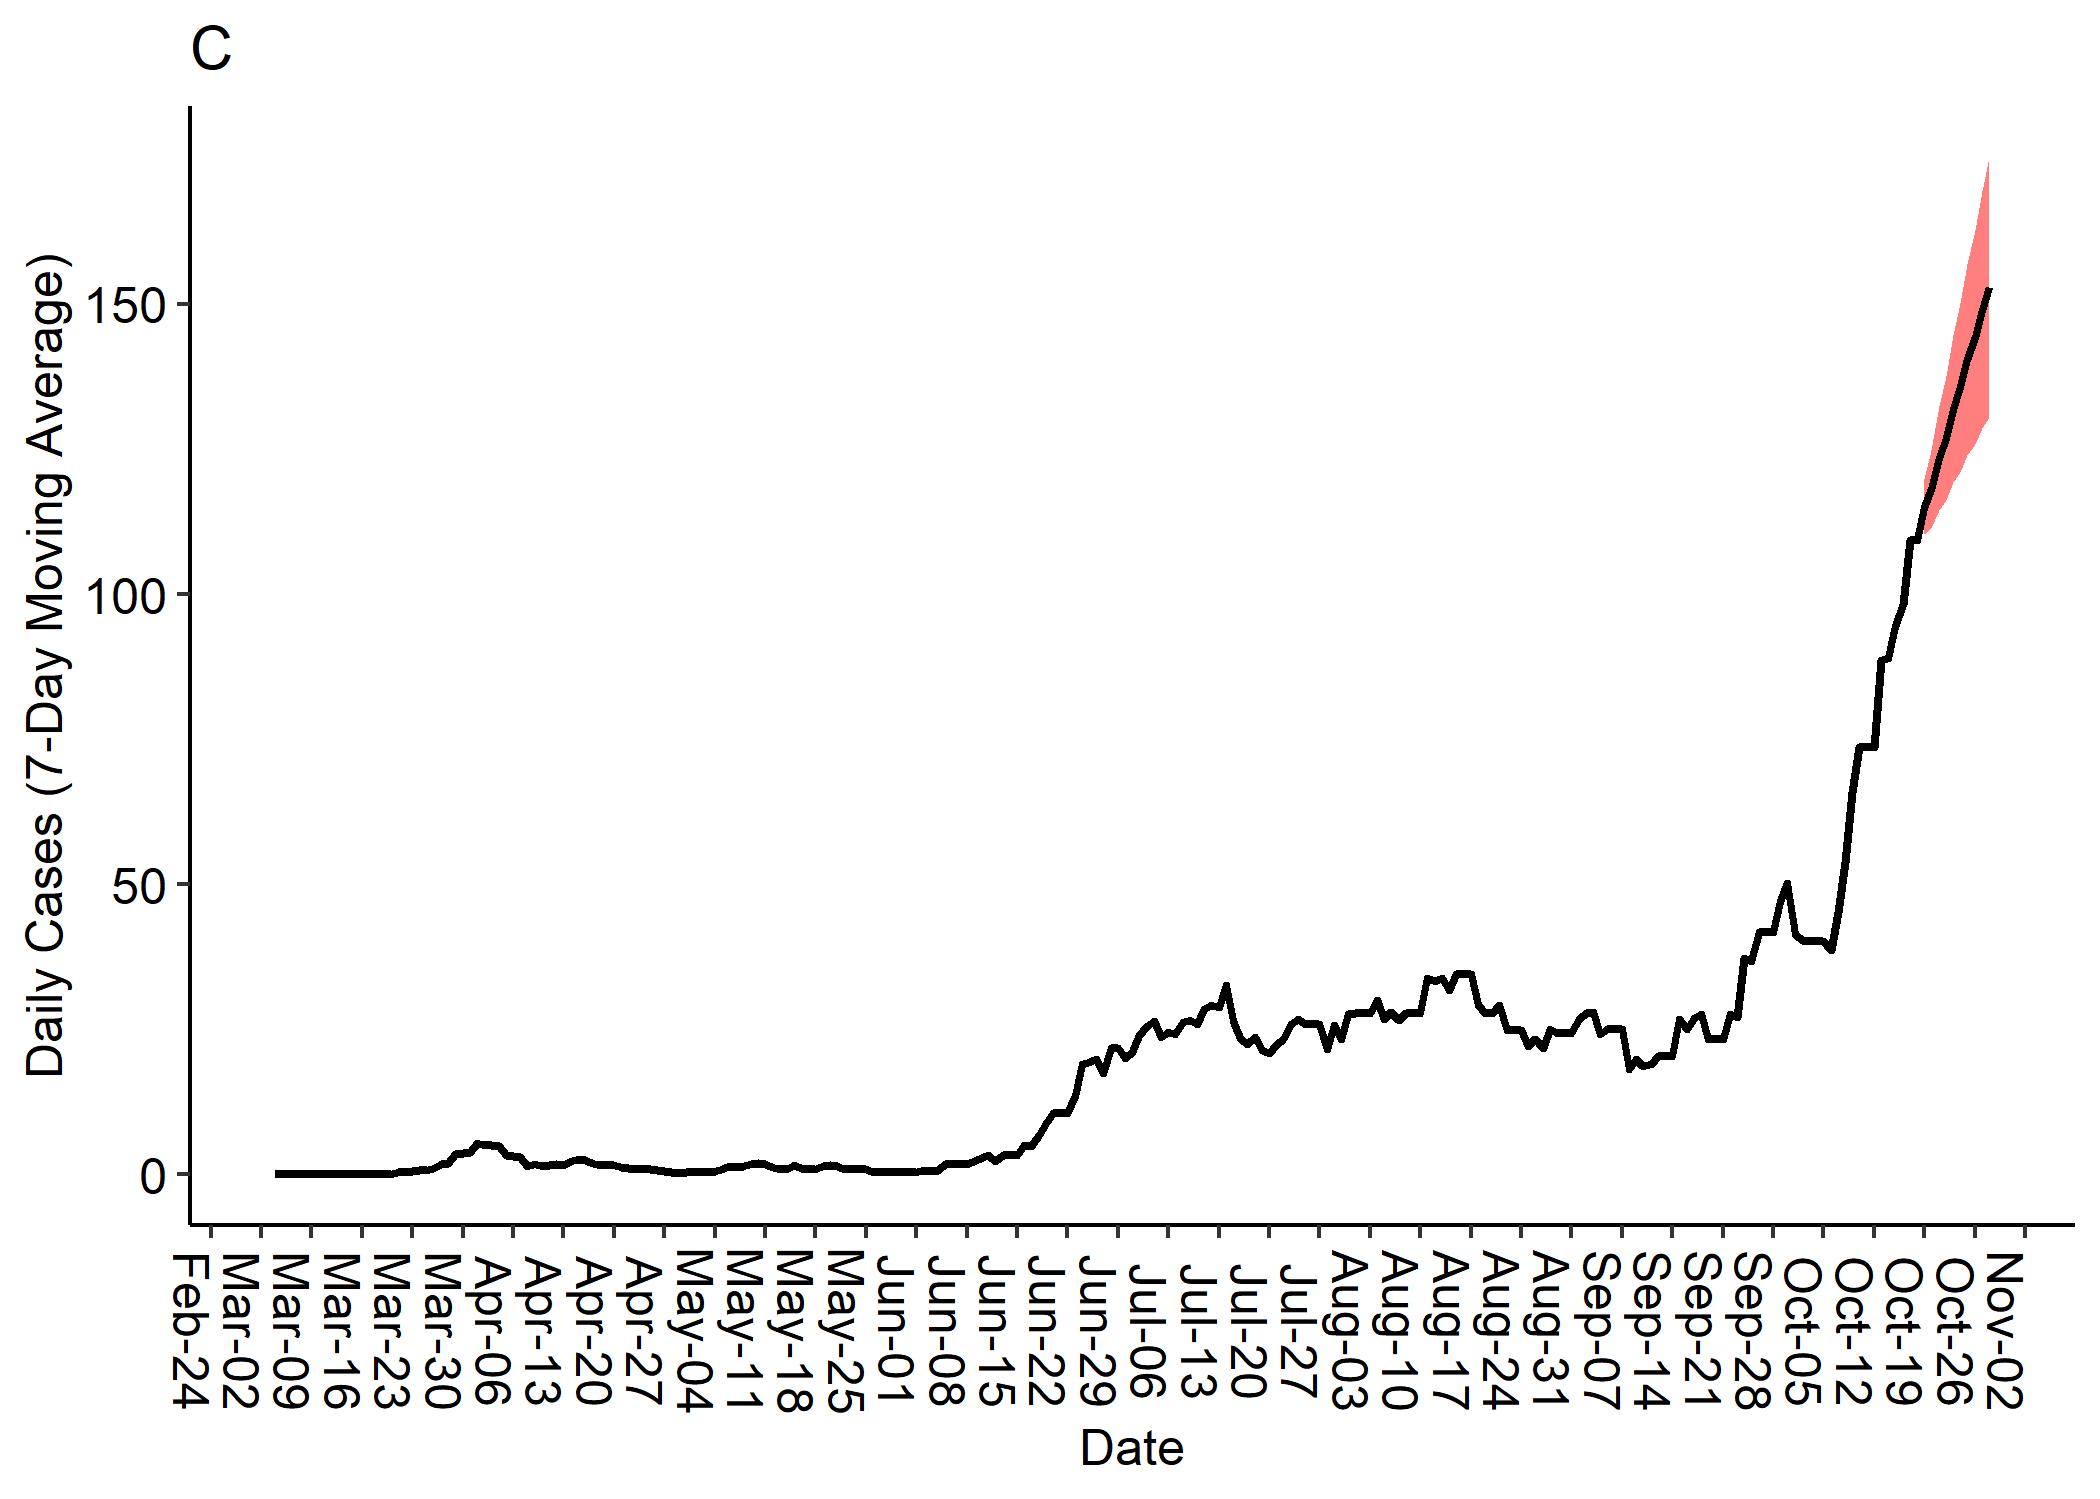 C
Daily Cases (7-Day Moving Average)
150
100
50
0
Feb-24
Mar-02
Mar-09
Mar-16
Mar-23
Mar-30
Apr-06
Apr-13
Apr-20
Apr-27
May-04
May-11
May-18
May-25
Jun-01
Jun-08
Jun-15
Jun-22
Jun-29
Jul-06
Jul-13
Jul-20
Jul-27
Aug-03
Aug-10
Aug-17
Aug-24
Aug-31
Sep-07
Sep-14
Sep-21
Sep-28
Oct-05
Oct-12
Oct-19
Oct-26
Nov-02
Date